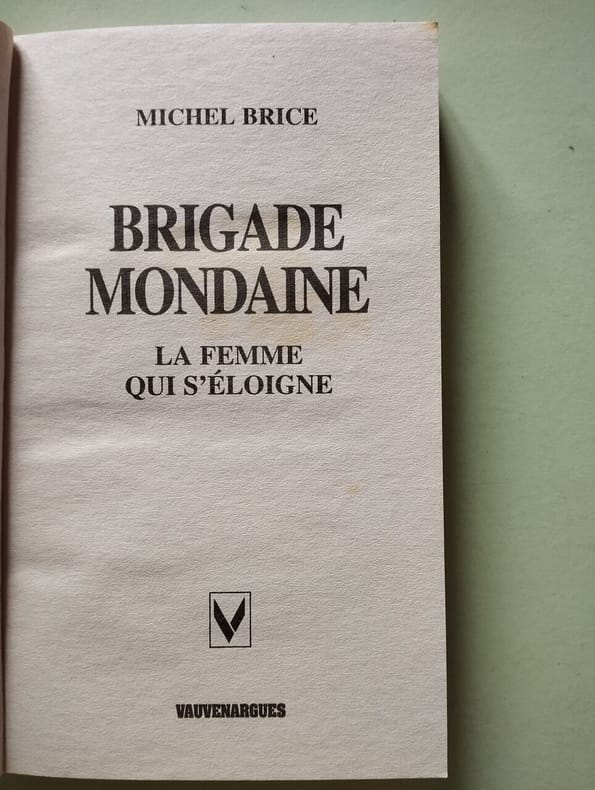 MICHEL BRICE
BRIGADE
MONDAINE
LA FEMME
QUI S'ÉLOIGNE
VAUVENARGUES